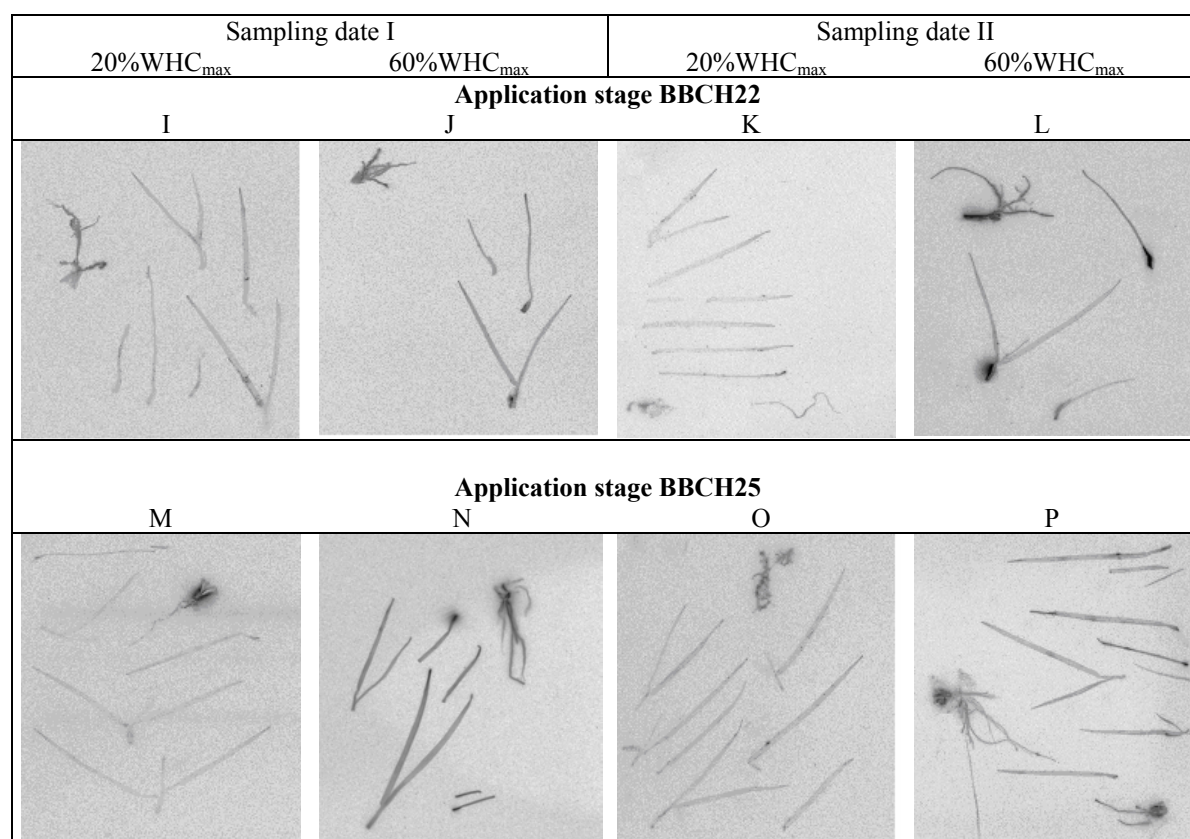 Sampling date I Sampling date II
20%WHCmax 60%WHCmax 20%WHCmax 60%WHCmax
Application stage BBCH22
I J K L
Application stage BBCH25
M N O P